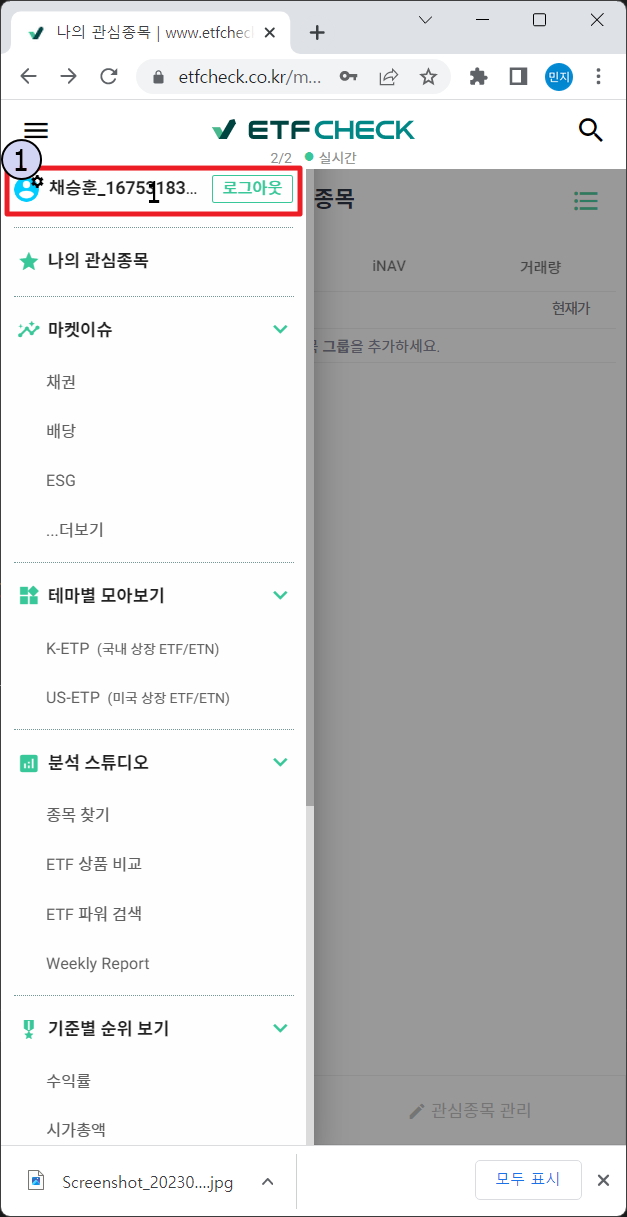 나의 관심종목 | www.etfchec
etfcheck.co.kr/m...
민지
ETF CHECK
2/2 실시간
1
채승훈_16753183...
로그아웃
종목
나의 관심종목
iNAV
거래량
현재가
마켓이슈
그룹을 추가하세요.
채권
배당
ESG
...더보기
테마별 모아보기
K-ETP (국내 상장 ETF/ETN)
US-ETP (미국 상장 ETF/ETN)
분석 스튜디오
종목 찾기
ETF 상품 비교
ETF 파워 검색
Weekly Report
기준별 순위 보기
수익률
시가총액
관심종목 관리
Screenshot_20230....jpg
모두 표시